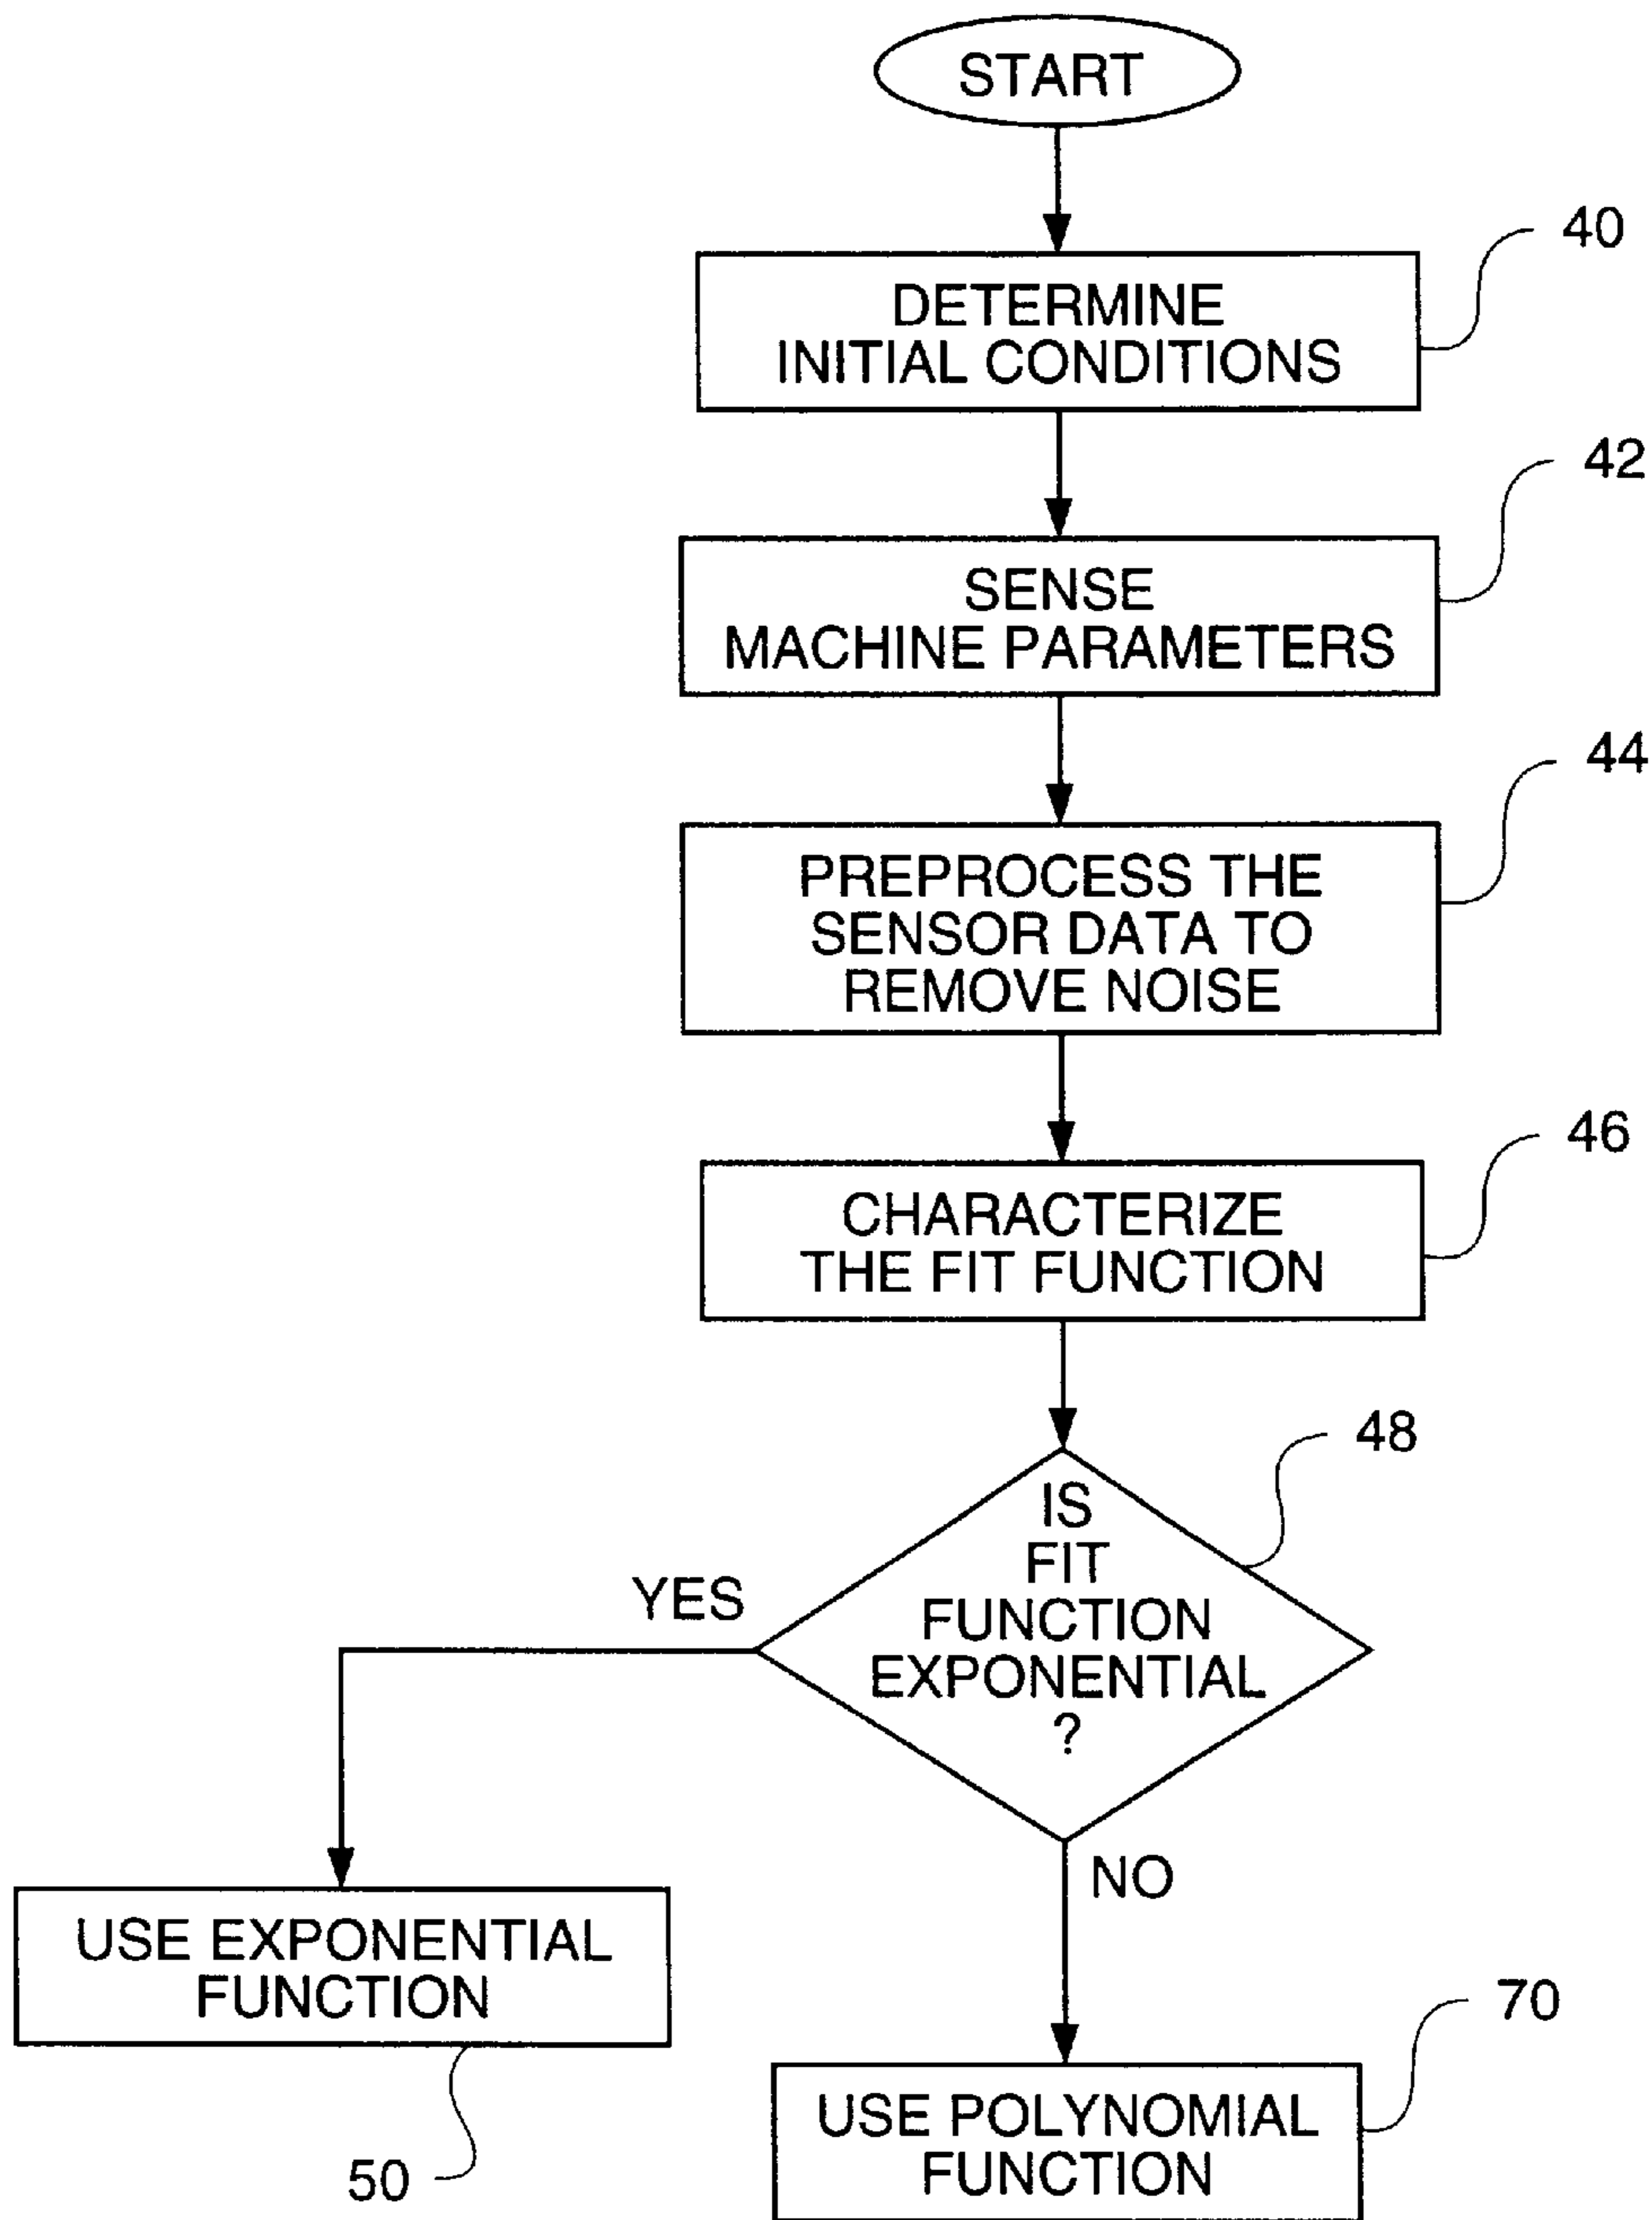 START
40
DETERMINE
INITIAL CONDITIONS
42
SENSE
MACHINE PARAMETERS
44
PREPROCESS THE
SENSOR DATA TO
REMOVE NOISE
46
CHARACTERIZE
THE FIT FUNCTION
48
IS
FIT
FUNCTION
EXPONENTIAL
?
YES
NO
USE EXPONENTIAL
FUNCTION
50
70
USE POLYNOMIAL
FUNCTION